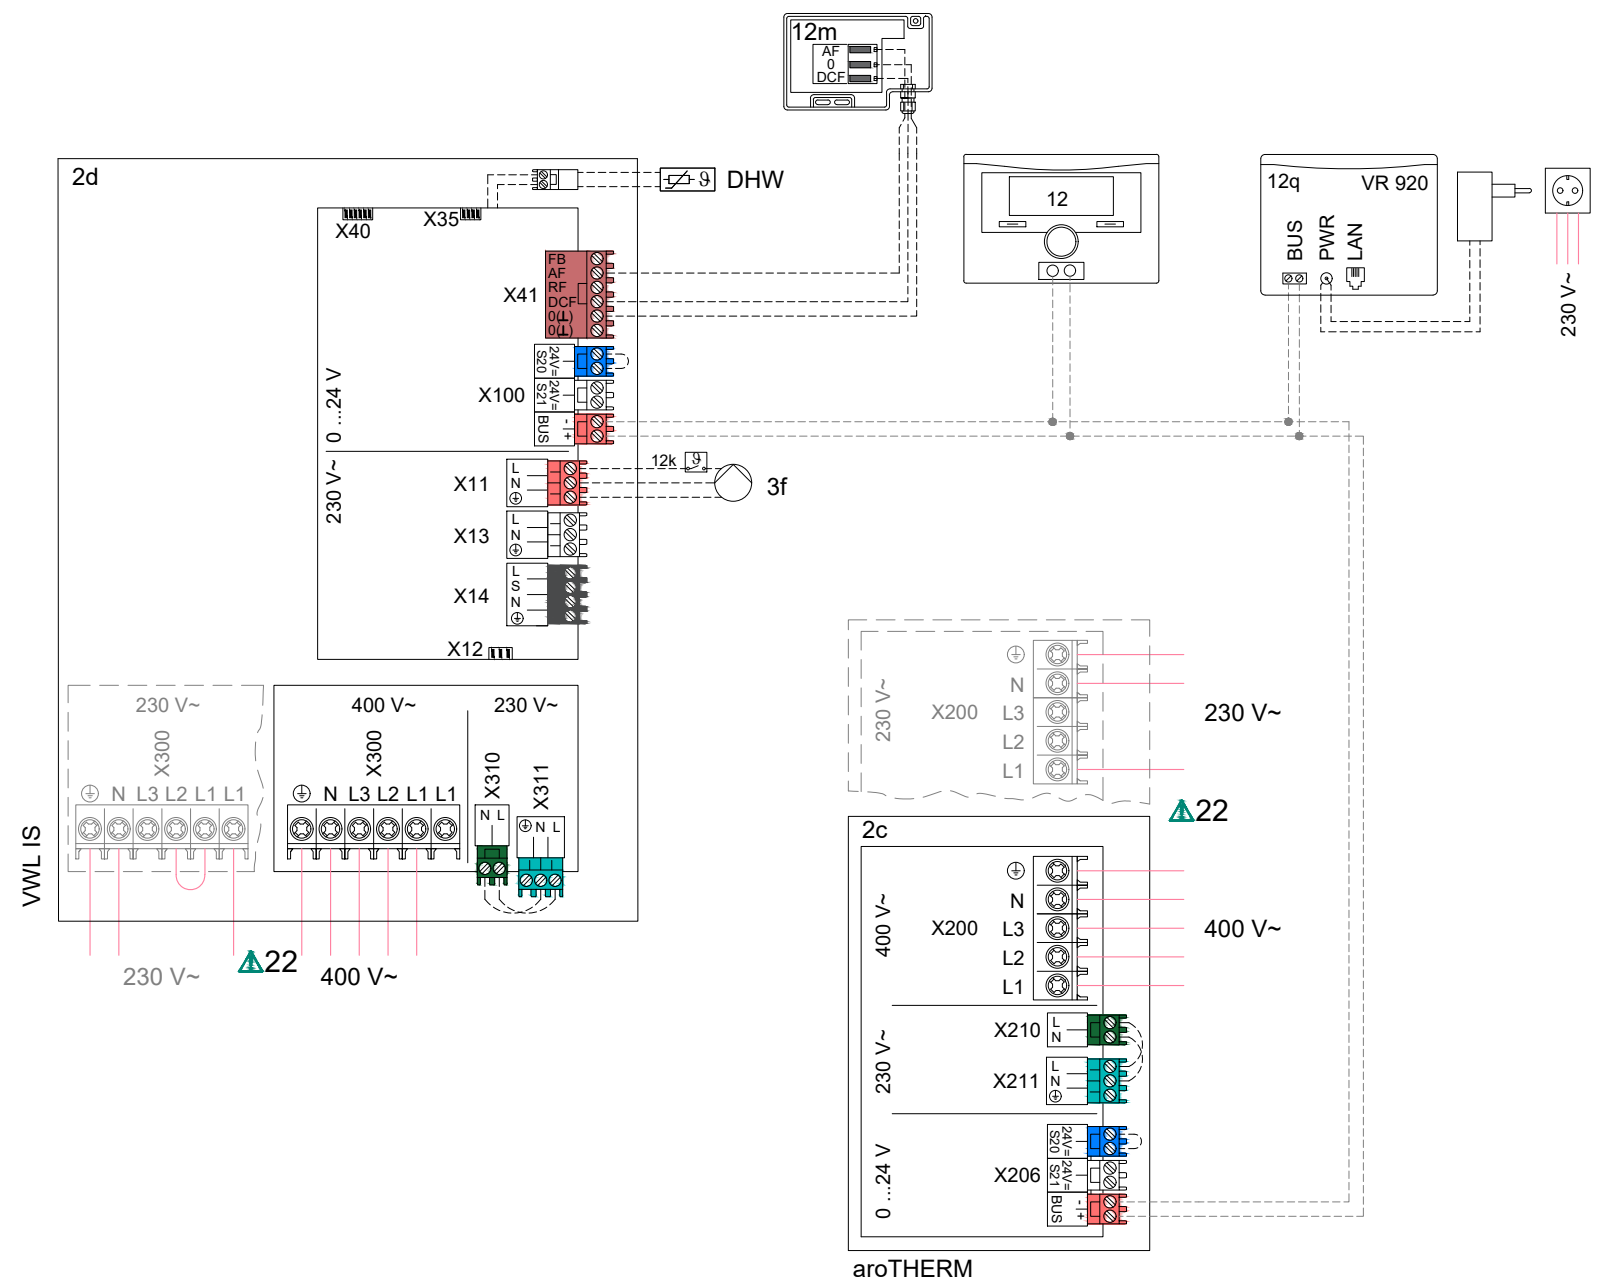 12m
AF
0
DCF
2d
DHW
X40
X35
12
12q
VR 920
BUS
PWR
LAN
230 V~
X41
FB
AF
RF
DCF
0(⊥)
0(⊥)
X100
24V=
S20
24V=
S21
BUS
-
+
0 ...24 V
230 V~
X11
L
N
12k
ϑ
3f
X13
L
N
X14
L
S
N
X12
230 V~
X300
N L3 L2 L1 L1
400 V~
X300
N L3 L2 L1 L1
230 V~
X310
N L
X311
N L
VWL IS
230 V~
22
400 V~
230 V~
X200
N
L3
L2
L1
230 V~
22
2c
400 V~
X200
N
L3
L2
L1
400 V~
230 V~
X210
L
N
X211
L
N
0 ...24 V
X206
24V=
S20
24V=
S21
BUS
-
+
aroTHERM